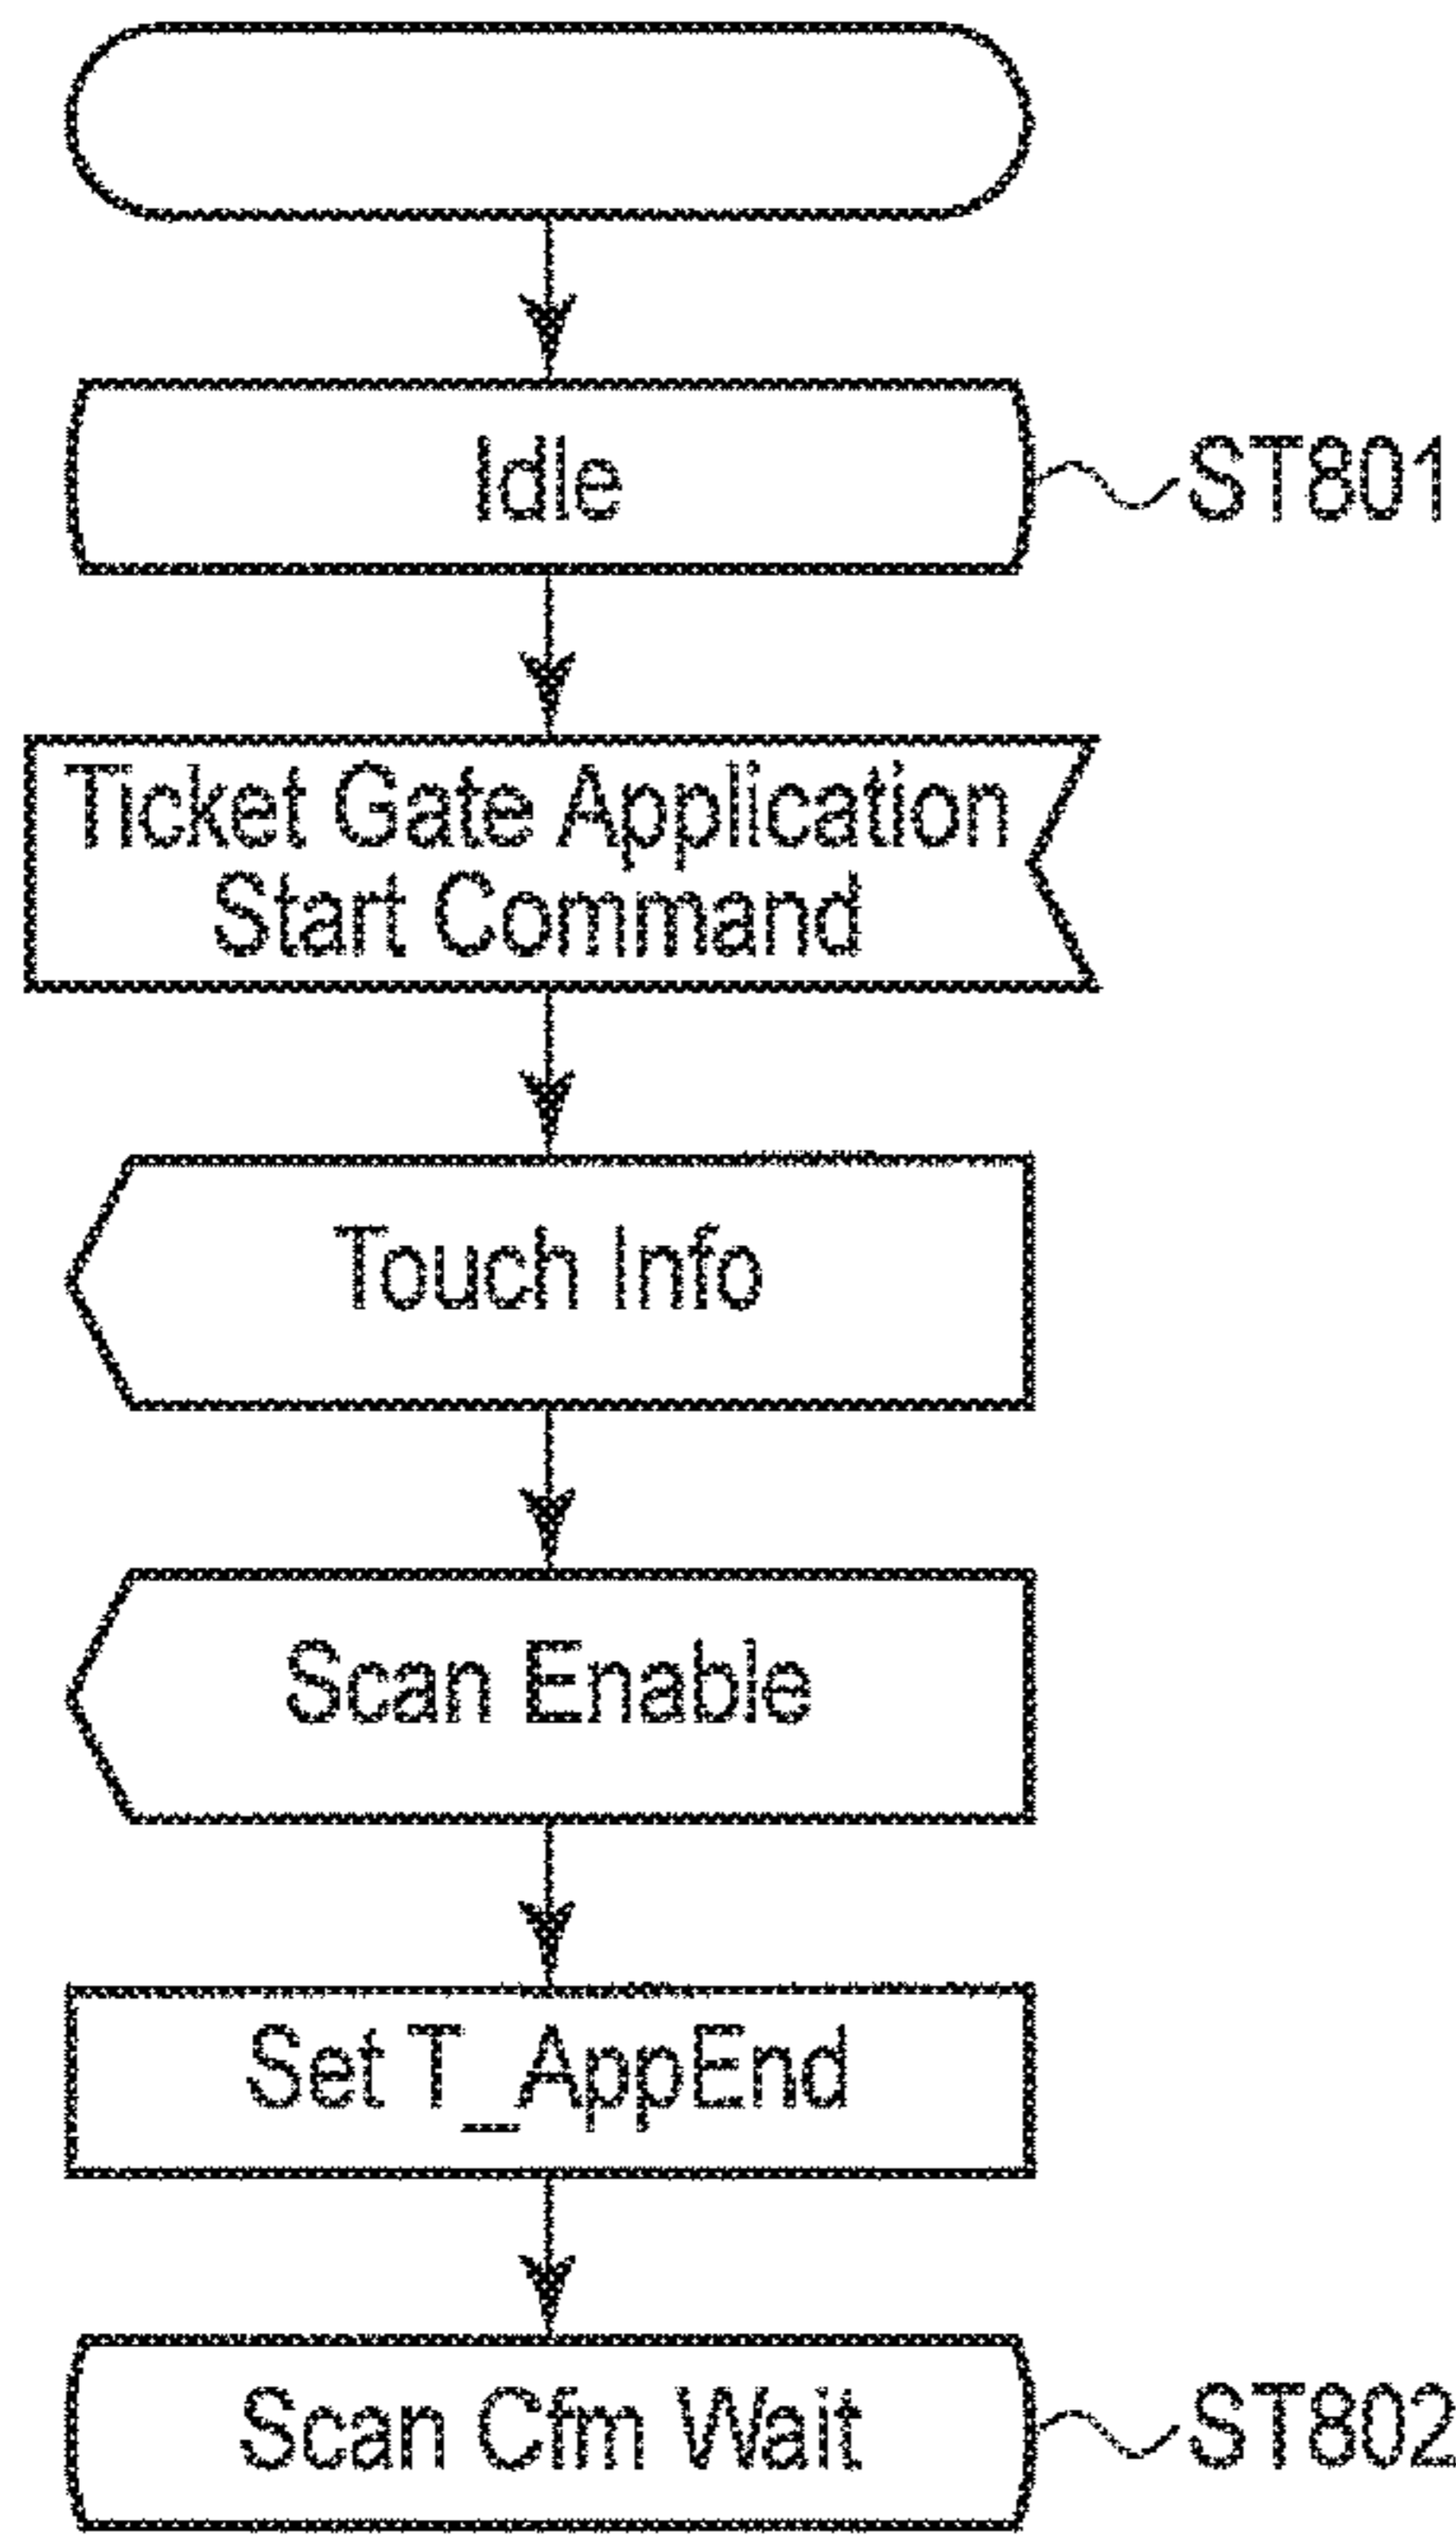 Idle
ST801
Ticket Gate Application
Start Command
Touch Info
Scan Enable
Set T_AppEnd
Scan Cfm Wait
ST802